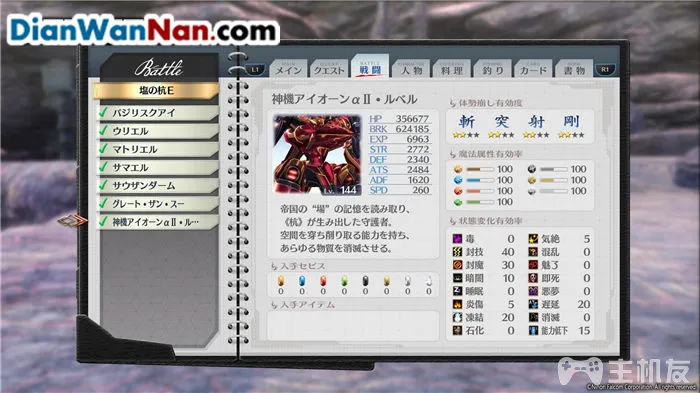 DianWanNan.com
Battle
塩の杭E
バジリスクアイ
ウリエル
マトリエル
サマエル
サウザンダーム
グレート・ザン・スー
神機アイオーンαⅡ・ル…
L1
メイン
クエスト
BATTLE
戦闘
人物
料理
釣り
カード
書物
R1
神機アイオーンαⅡ・ルベル
HP 356677
BRK 624185
EXP 6963
STR 2772
DEF 2340
ATS 2484
ADF 1620
SPD 260
Lv. 144
帝国の“場”の記憶を読み取り、
《杭》が生み出した守護者。
空間を穿ち削り取る能力を持ち、
あらゆる物質を消滅させる。
入手セピス
0 0 0 0 0 0 0
入手アイテム
体勢崩し有効度
斬 突 射 剛
魔法属性有効率
100 100
100 100
100 100
100
状態変化有効率
毒 0 気絶 5
封技 40 混乱 0
封魔 30 魅了 0
暗闇 10 即死 0
睡眠 0 悪夢 0
炎傷 5 遅延 20
凍結 20 消滅 0
石化 0 能力低下 15
主机友
©Nihon Falcom Corporation. All rights reserved.